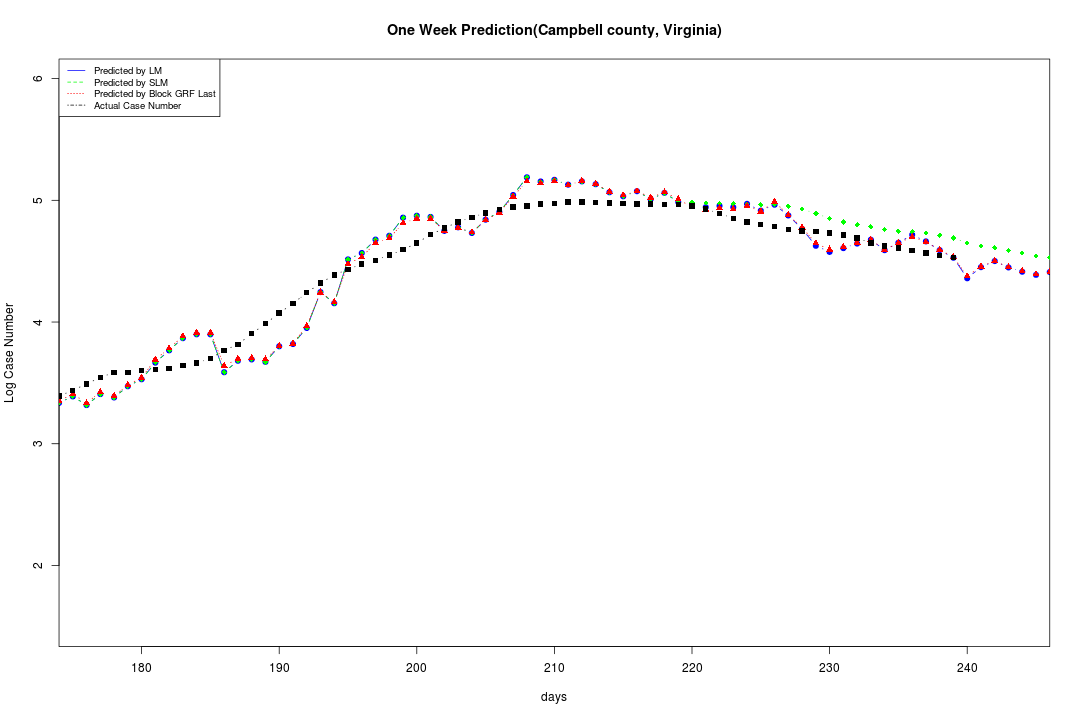 One Week Prediction(Campbell county, Virginia)
Predicted by LM
Predicted by SLM
Predicted by Block GRF Last
Actual Case Number
6
5
4
3
2
Log Case Number
180 190 200 210 220 230 240
days